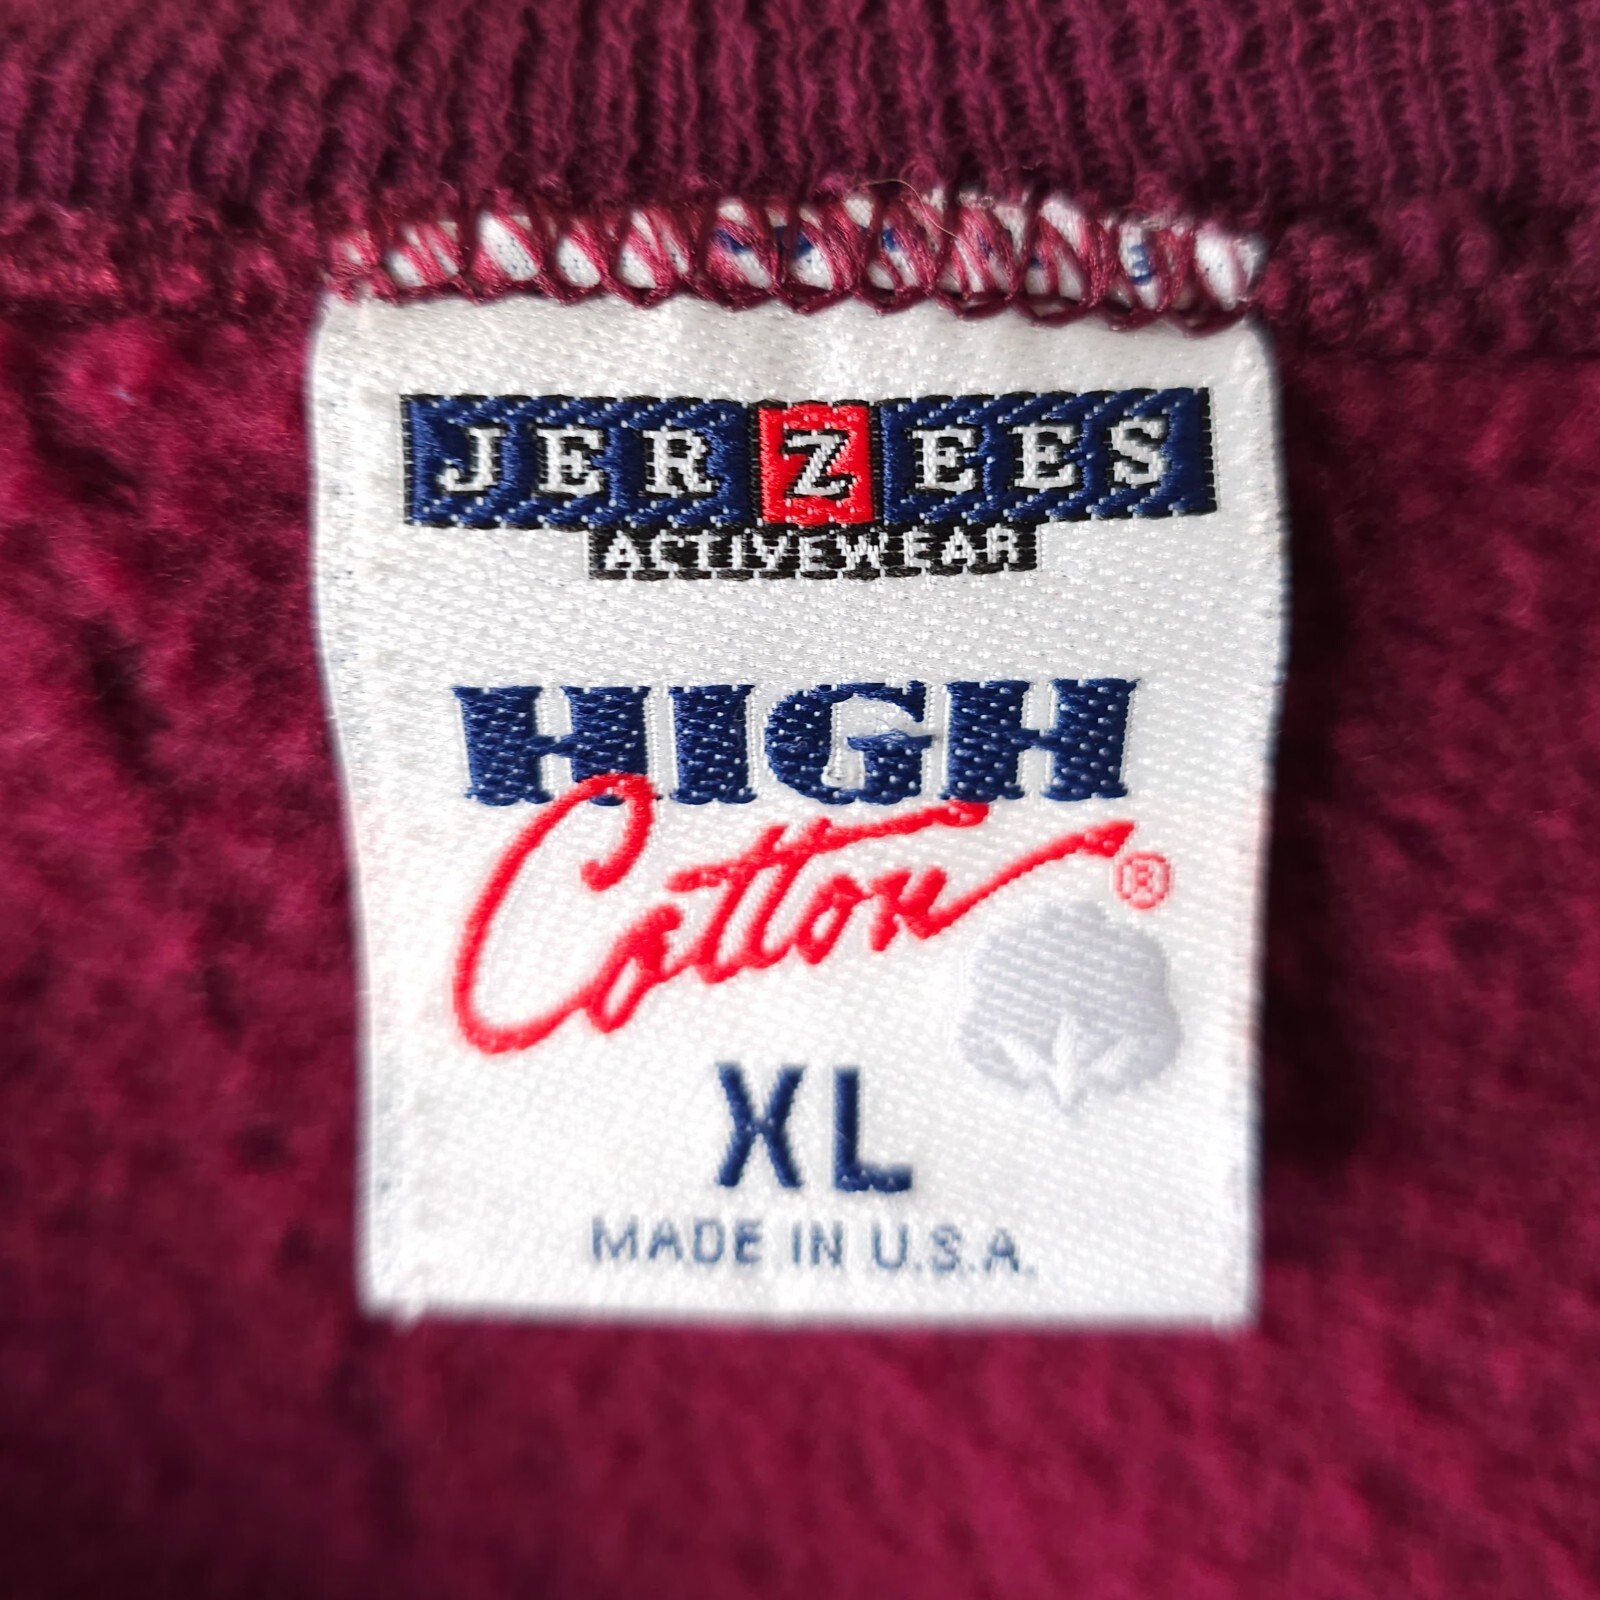 JERZEES
ACTIVEWEAR
HIGH
Cotton®
XL
MADE IN U.S.A.